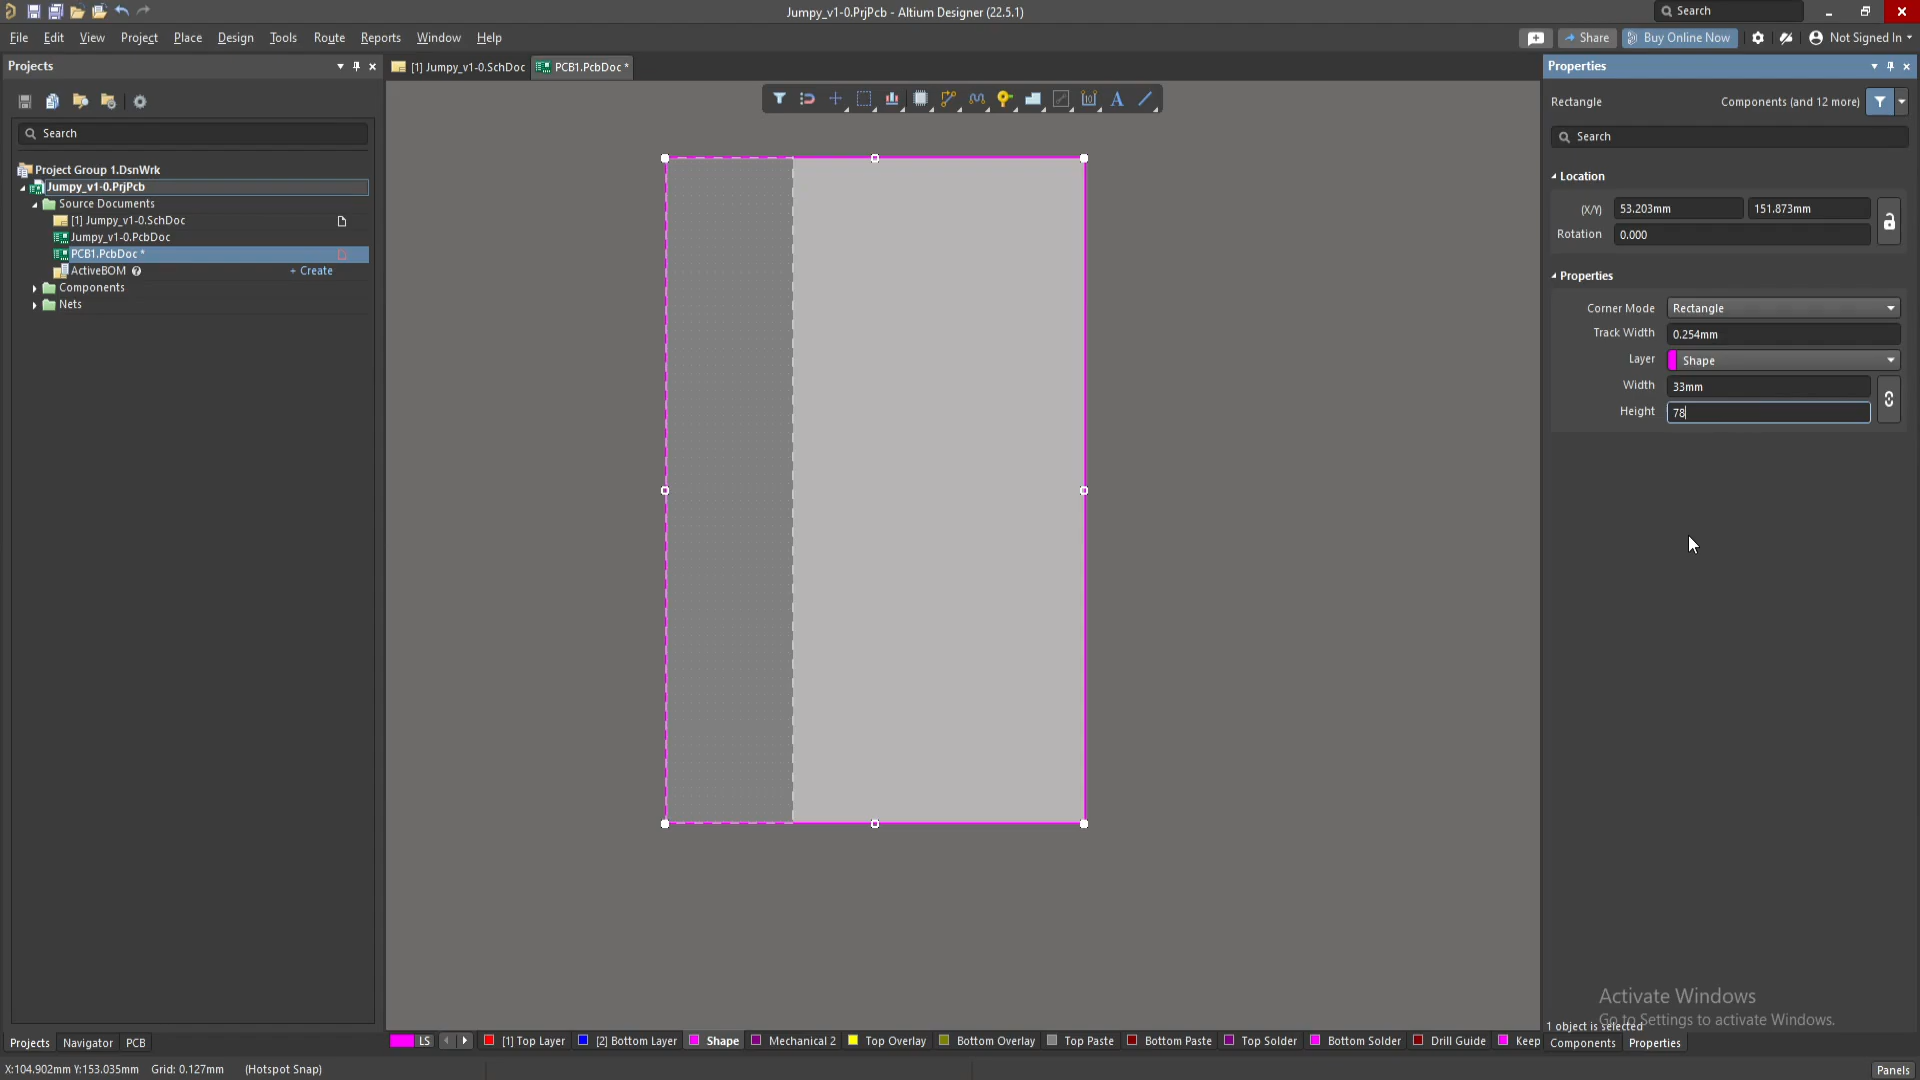 Jumpy_v1-0.PrjPcb - Altium Designer (22.5.1)
Search
File Edit View Project Place Design Tools Route Reports Window Help
Share
Buy Online Now
Not Signed In
Projects
[1] Jumpy_v1-0.SchDoc
PCB1.PcbDoc *
Properties
Rectangle
Components (and 12 more)
Search
Search
Project Group 1.DsnWrk
Jumpy_v1-0.PrjPcb
Source Documents
[1] Jumpy_v1-0.SchDoc
Jumpy_v1-0.PcbDoc
PCB1.PcbDoc *
ActiveBOM
+ Create
Components
Nets
Location
(X/Y) 53.203mm 151.873mm
Rotation 0.000
Properties
Corner Mode Rectangle
Track Width 0.254mm
Layer Shape
Width 33mm
Height 78
Activate Windows
Go to Settings to activate Windows.
1 object is selected
Projects Navigator PCB
LS [1] Top Layer [2] Bottom Layer Shape Mechanical 2 Top Overlay Bottom Overlay Top Paste Bottom Paste Top Solder Bottom Solder Drill Guide Keep
Components Properties
X:104.902mm Y:153.035mm Grid: 0.127mm (Hotspot Snap)
Panels